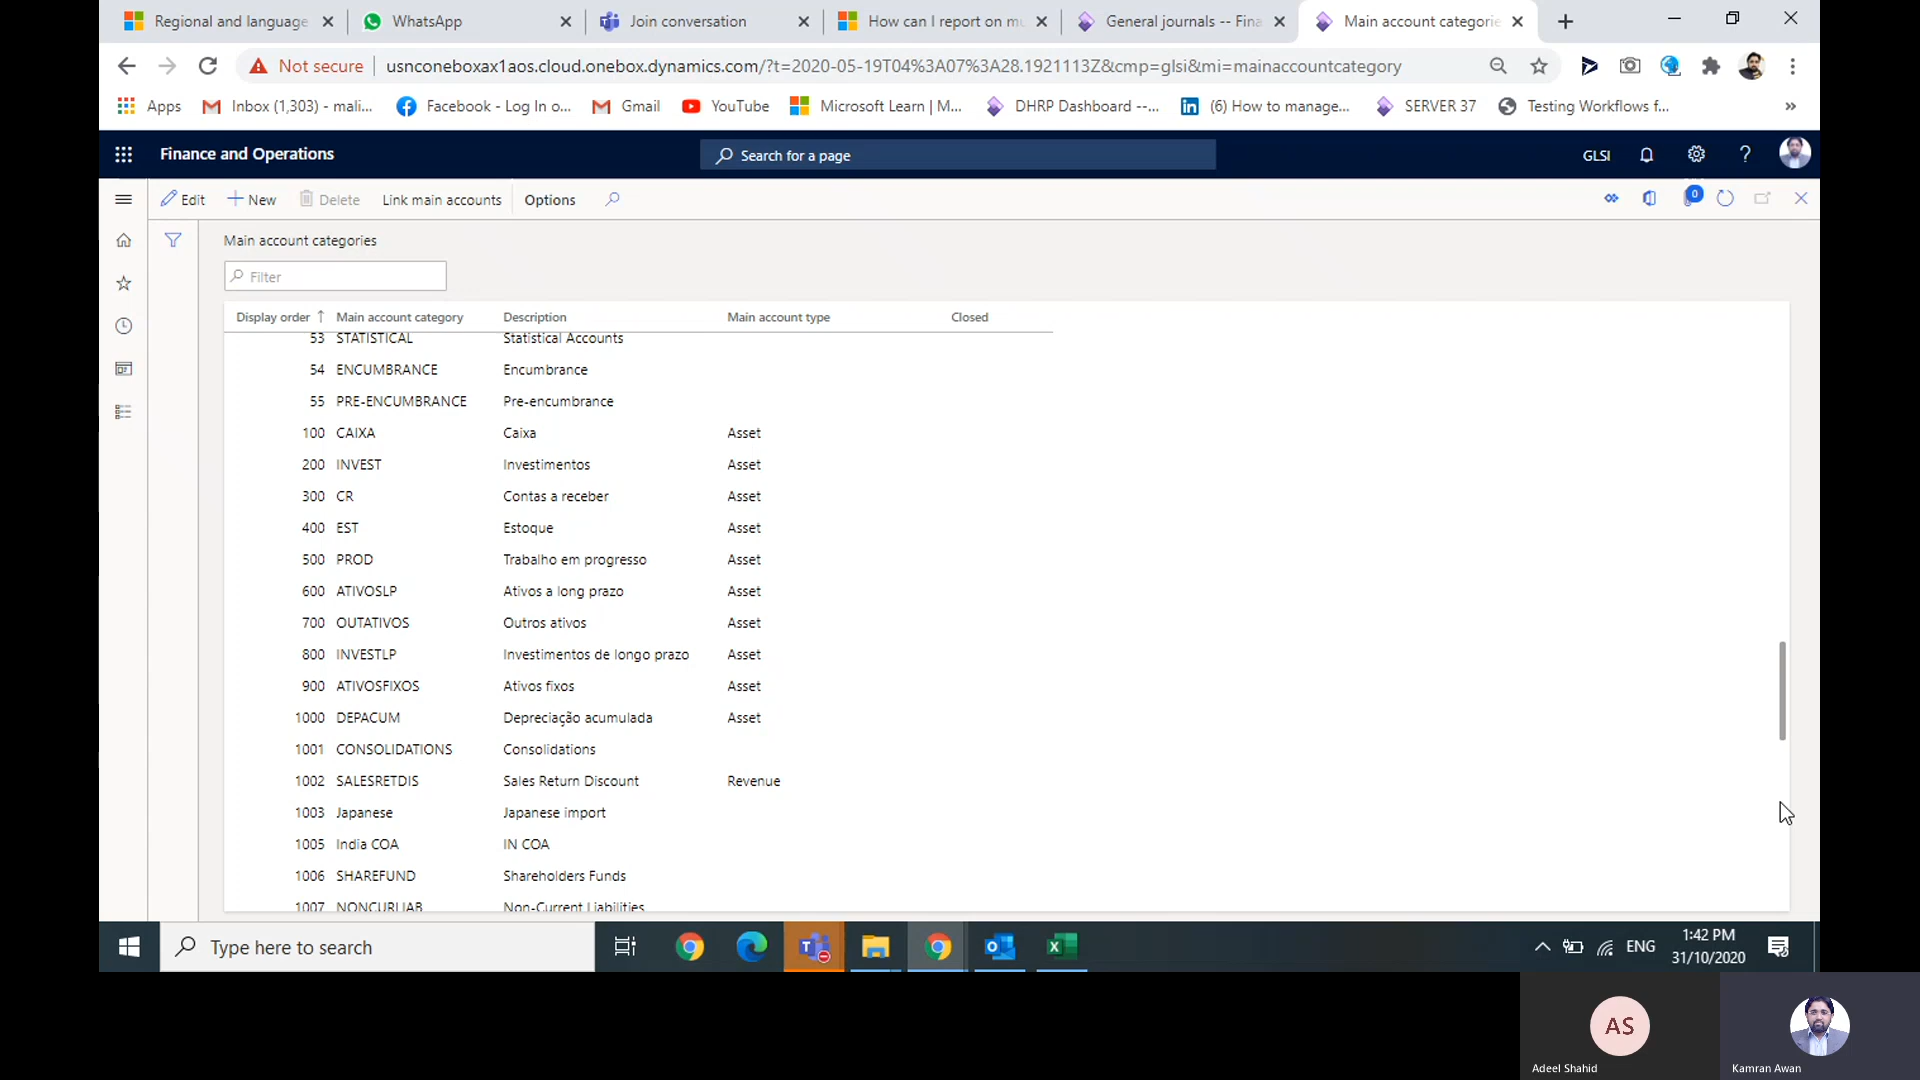 Regional and language
WhatsApp
Join conversation
How can I report on mu
General journals -- Fina
Main account categorie
Not secure
usnconeboxax1aos.cloud.onebox.dynamics.com/?t=2020-05-19T04%3A07%3A28.1921113Z&cmp=glsi&mi=mainaccountcategory
Apps
Inbox (1,303) - mali...
Facebook - Log In o...
Gmail
YouTube
Microsoft Learn | M...
DHRP Dashboard --...
(6) How to manage...
SERVER 37
Testing Workflows f...
Finance and Operations
Search for a page
GLSI
Edit
New
Delete
Link main accounts
Options
0
Main account categories
Filter
Display order Main account category Description Main account type Closed
53 STATISTICAL Statistical Accounts
54 ENCUMBRANCE Encumbrance
55 PRE-ENCUMBRANCE Pre-encumbrance
100 CAIXA Caixa Asset
200 INVEST Investimentos Asset
300 CR Contas a receber Asset
400 EST Estoque Asset
500 PROD Trabalho em progresso Asset
600 ATIVOSLP Ativos a long prazo Asset
700 OUTATIVOS Outros ativos Asset
800 INVESTLP Investimentos de longo prazo Asset
900 ATIVOSFIXOS Ativos fixos Asset
1000 DEPACUM Depreciação acumulada Asset
1001 CONSOLIDATIONS Consolidations
1002 SALESRETDIS Sales Return Discount Revenue
1003 Japanese Japanese import
1005 India COA IN COA
1006 SHAREFUND Shareholders Funds
1007 NONCURLIAB Non-Current Liabilities
Type here to search
ENG
1:42 PM
31/10/2020
AS
Adeel Shahid
Kamran Awan